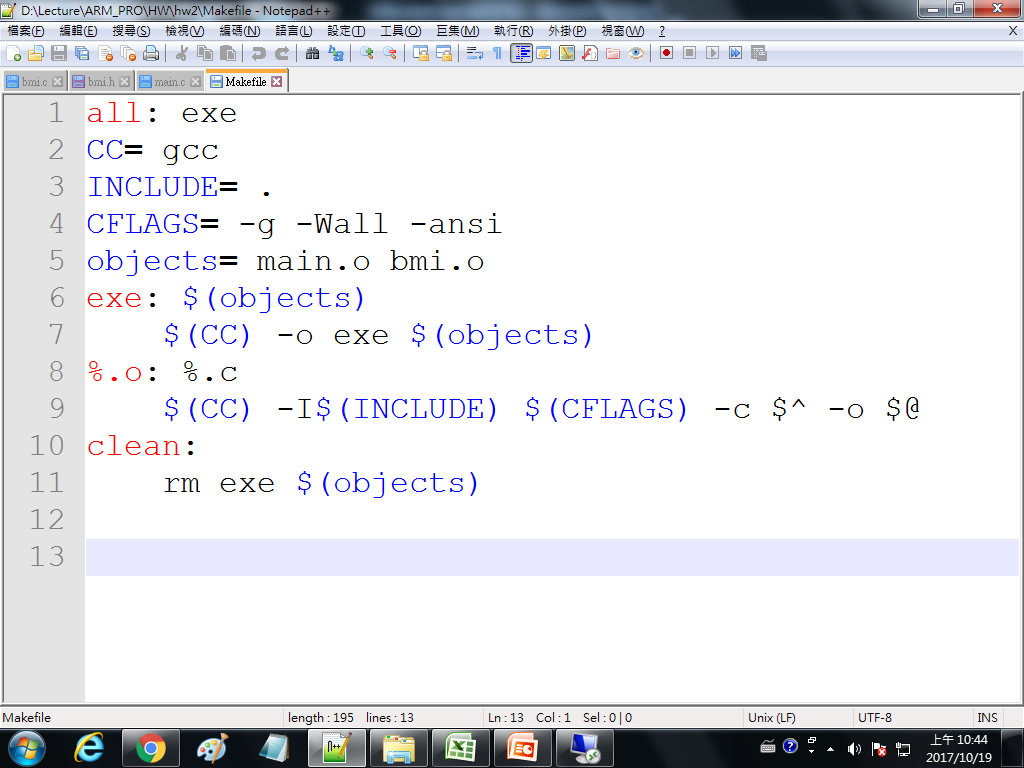 D:\Lecture\ARM_PRO\HW\hw2\Makefile - Notepad++
檔案(F) 編輯(E) 搜尋(S) 檢視(V) 編碼(N) 語言(L) 設定(T) 工具(O) 巨集(M) 執行(R) 外掛(P) 視窗(W) ? X
bmi.c bmi.h main.c Makefile
1 all: exe
2 CC= gcc
3 INCLUDE= .
4 CFLAGS= -g -Wall -ansi
5 objects= main.o bmi.o
6 exe: $(objects)
7 $(CC) -o exe $(objects)
8 %.o: %.c
9 $(CC) -I$(INCLUDE) $(CFLAGS) -c $^ -o $@
10 clean:
11 rm exe $(objects)
12
13
Makefile length : 195 lines : 13 Ln : 13 Col : 1 Sel : 0 | 0 Unix (LF) UTF-8 INS
上午 10:44
2017/10/19